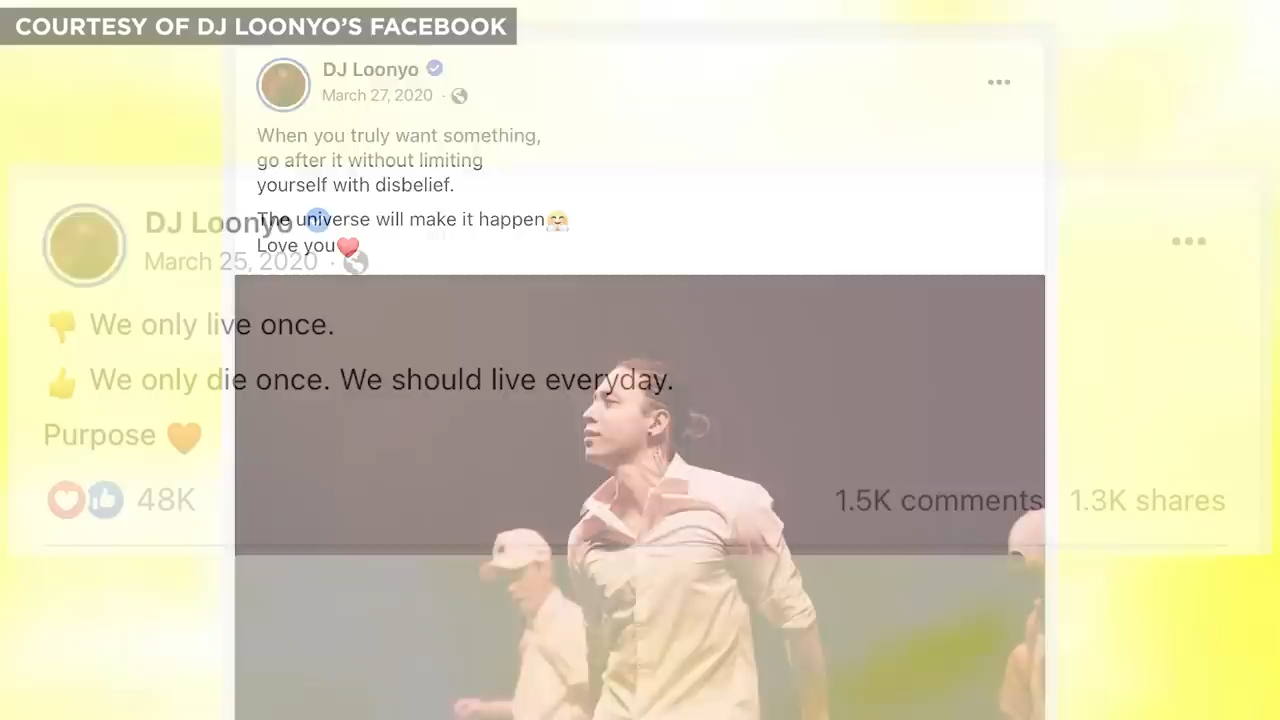 COURTESY OF DJ LOONYO'S FACEBOOK
DJ Loonyo
March 27, 2020 ·
When you truly want something,
go after it without limiting
yourself with disbelief.
The universe will make it happen🤗
Love you❤️
DJ Loonyo
March 25, 2020 ·
👎 We only live once.
👍 We only die once. We should live everyday.
Purpose 🧡
48K
1.5K comments 1.3K shares